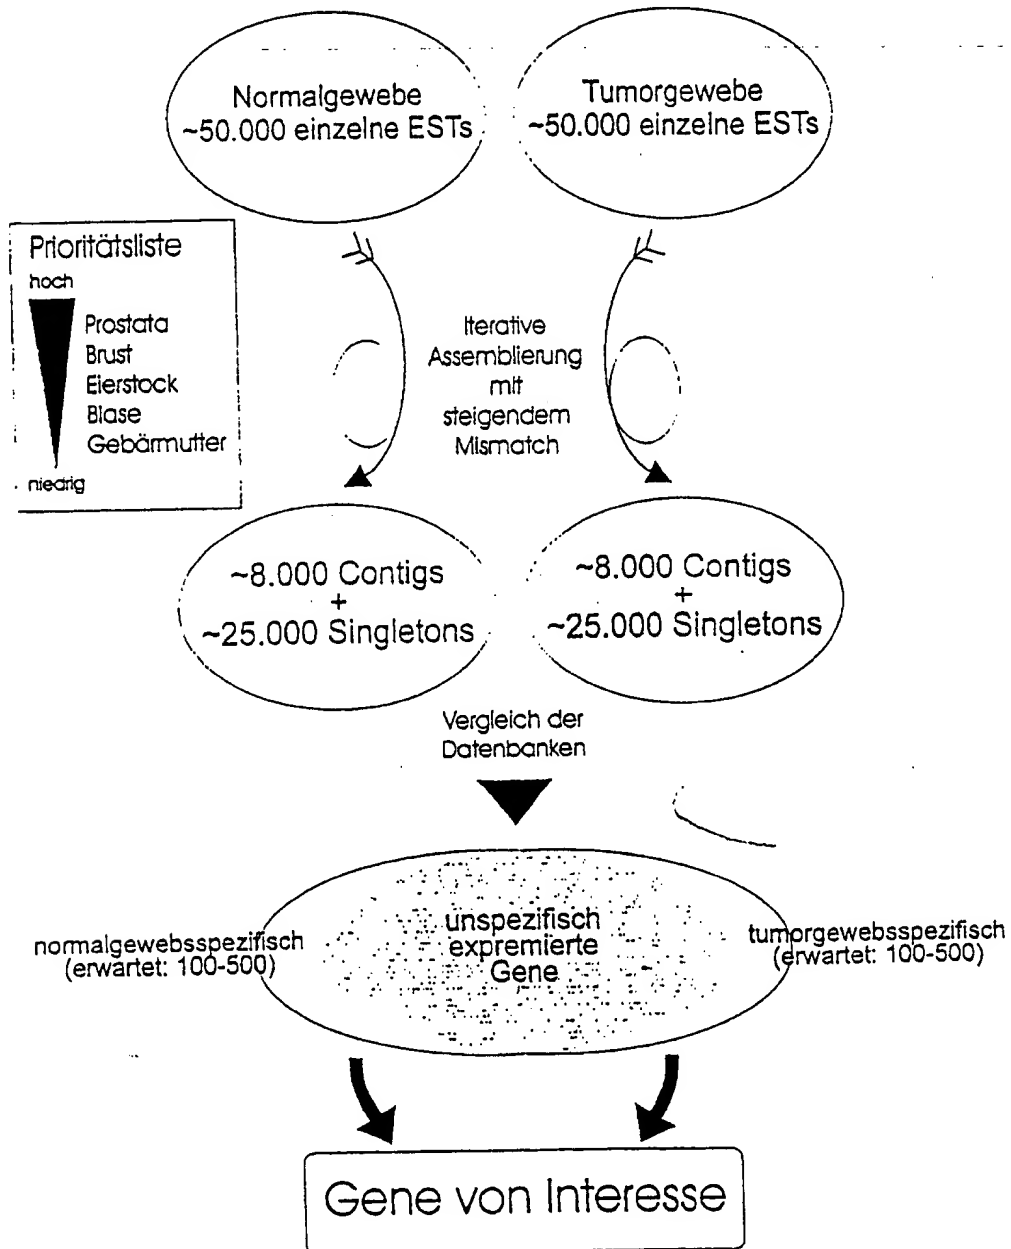 Normalgewebe
~50.000 einzelne ESTs
Tumorgewebe
~50.000 einzelne ESTs
Prioritätsliste
hoch
Prostata
Brust
Eierstock
Blase
Gebärmutter
niedrig
Iterative
Assemblierung
mit
steigendem
Mismatch
~8.000 Contigs
+
~25.000 Singletons
~8.000 Contigs
+
~25.000 Singletons
Vergleich der
Datenbanken
normalgewebsspezifisch
(erwartet: 100-500)
unspezifisch
expremierte
Gene
tumorgewebsspezifisch
(erwartet: 100-500)
Gene von Interesse